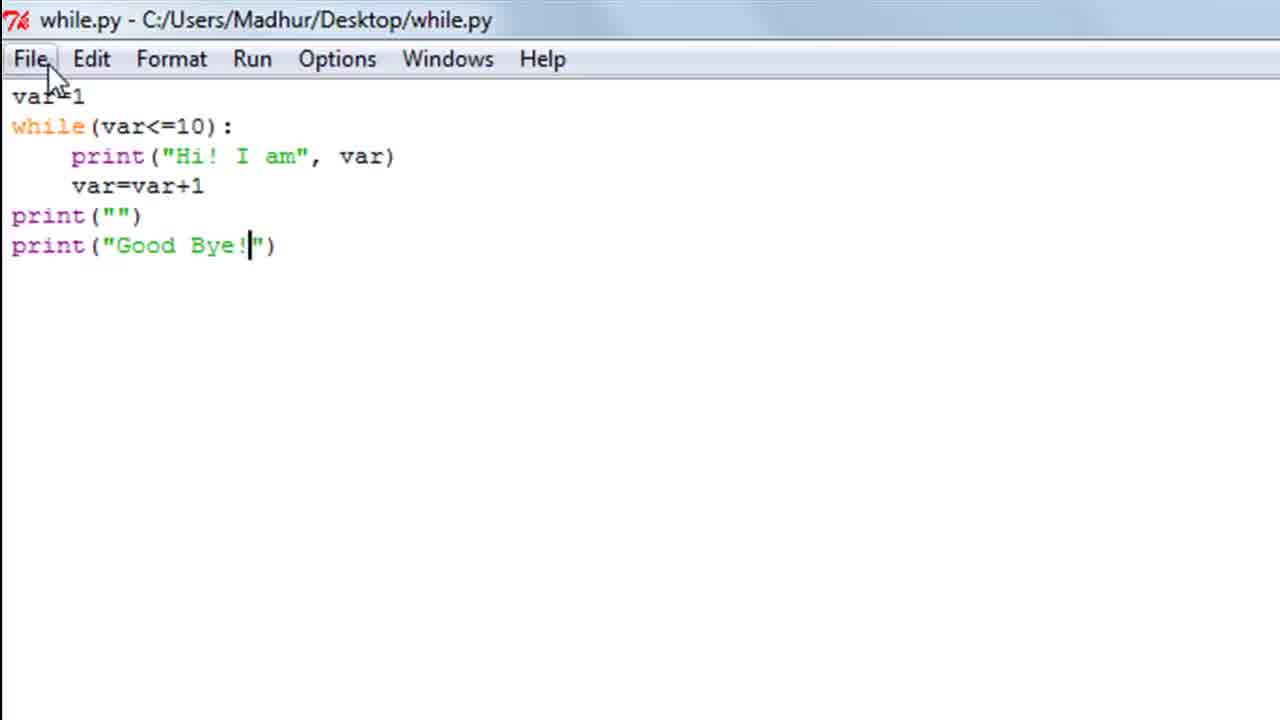 while.py - C:/Users/Madhur/Desktop/while.py
File Edit Format Run Options Windows Help
var=1
while(var<=10):
    print("Hi! I am", var)
    var=var+1
print("")
print("Good Bye!")